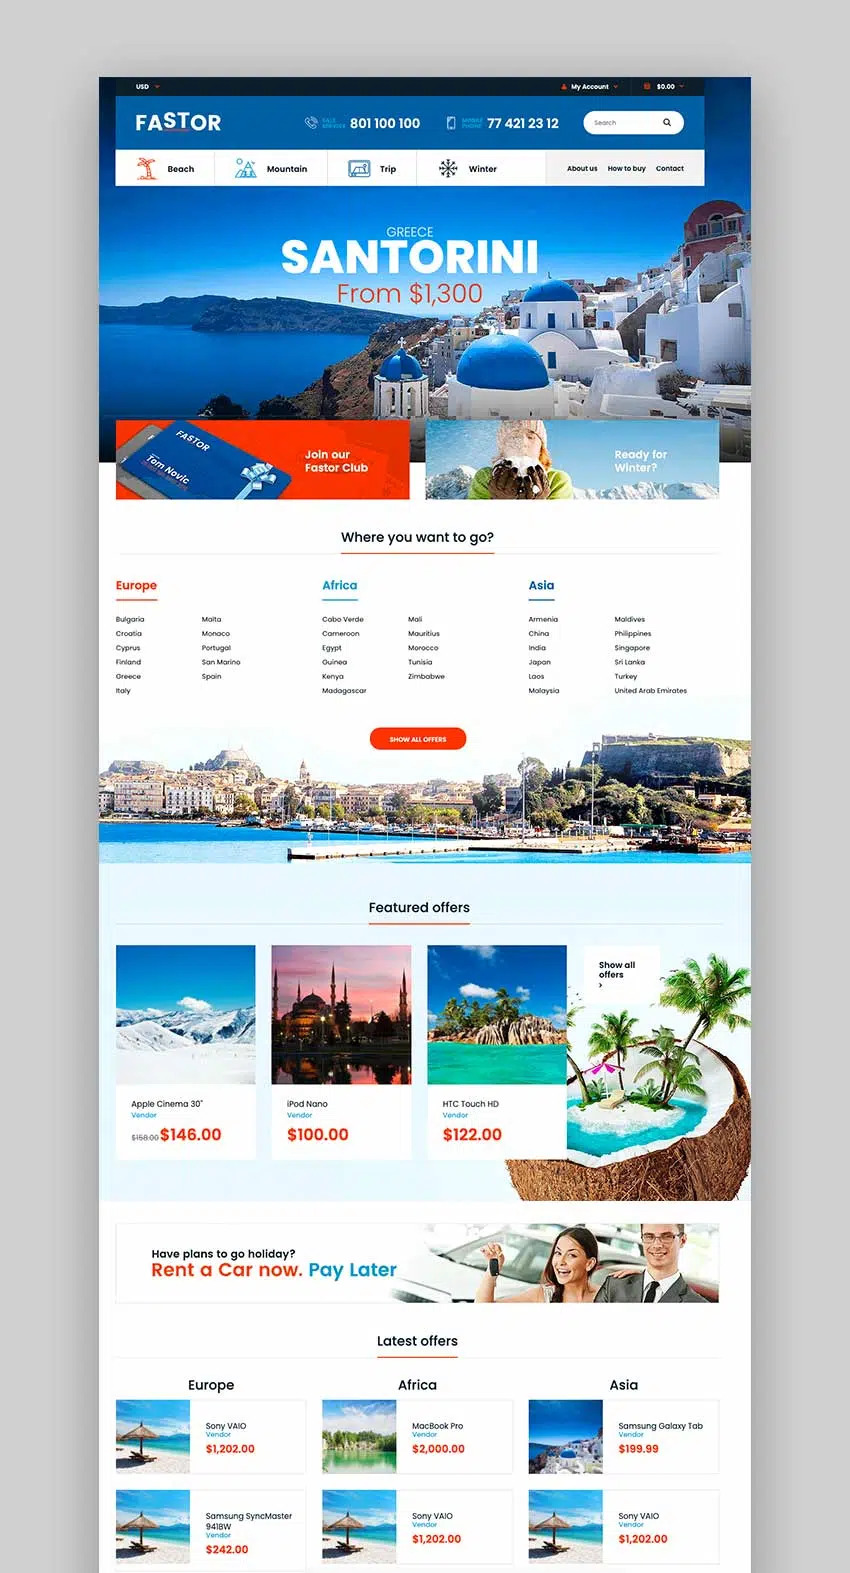 USD
My Account
$0.00
FASTOR
801 100 100
77 421 23 12
Search
Beach
Mountain
Trip
Winter
About us
How to buy
Contact
GREECE
SANTORINI
From $1,300
FASTOR
Tom Novic
Join our
Fastor Club
Ready for
Winter?
Where you want to go?
Europe
Bulgaria
Croatia
Cyprus
Finland
Greece
Italy
Malta
Monaco
Portugal
San Marino
Spain
Africa
Cabo Verde
Cameroon
Egypt
Guinea
Kenya
Madagascar
Mali
Mauritius
Morocco
Tunisia
Zimbabwe
Asia
Armenia
China
India
Japan
Laos
Malaysia
Maldives
Philippines
Singapore
Sri Lanka
Turkey
United Arab Emirates
SHOW ALL OFFERS
Featured offers
Apple Cinema 30"
Vendor
$158.00 $146.00
iPod Nano
Vendor
$100.00
HTC Touch HD
Vendor
$122.00
Show all
offers
>
Have plans to go holiday?
Rent a Car now. Pay Later
Latest offers
Europe
Sony VAIO
Vendor
$1,202.00
Samsung SyncMaster
941BW
Vendor
$242.00
Africa
MacBook Pro
Vendor
$2,000.00
Sony VAIO
Vendor
$1,202.00
Asia
Samsung Galaxy Tab
Vendor
$199.99
Sony VAIO
Vendor
$1,202.00